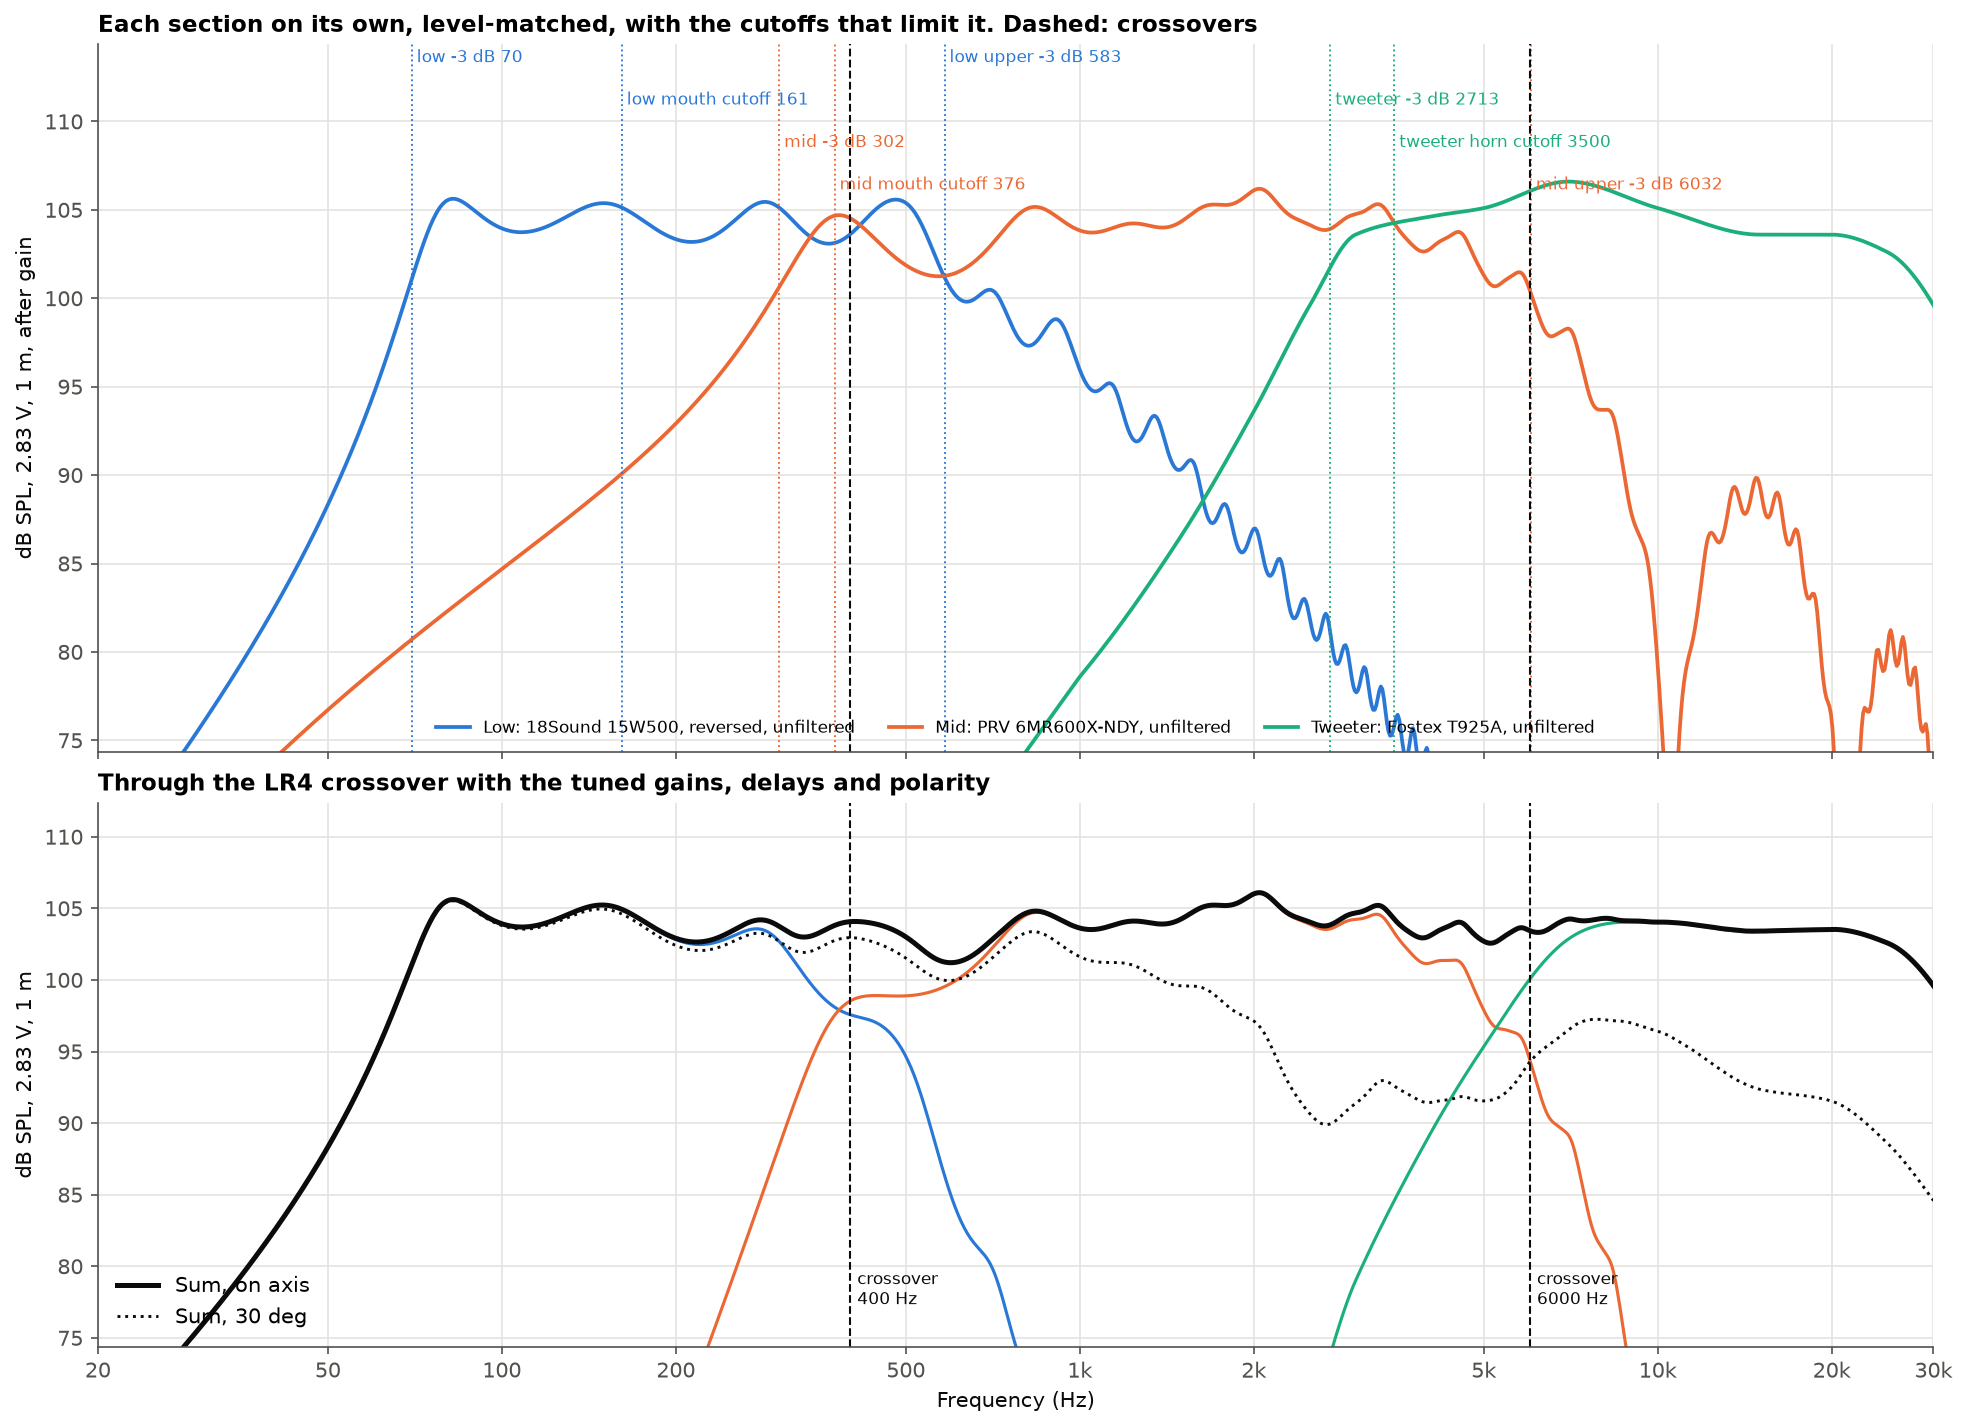 Each section on its own, level-matched, with the cutoffs that limit it. Dashed: crossovers
low -3 dB 70
low upper -3 dB 583
low mouth cutoff 161
tweeter -3 dB 2713
mid -3 dB 302
tweeter horn cutoff 3500
mid mouth cutoff 376
mid upper -3 dB 6032
110
105
100
95
90
85
80
75
dB SPL, 2.83 V, 1 m, after gain
Low: 18Sound 15W500, reversed, unfiltered
Mid: PRV 6MR600X-NDY, unfiltered
Tweeter: Fostex T925A, unfiltered
Through the LR4 crossover with the tuned gains, delays and polarity
110
105
100
95
90
85
80
75
dB SPL, 2.83 V, 1 m
Sum, on axis
Sum, 30 deg
crossover
400 Hz
crossover
6000 Hz
20
50
100
200
500
1k
2k
5k
10k
20k
30k
Frequency (Hz)